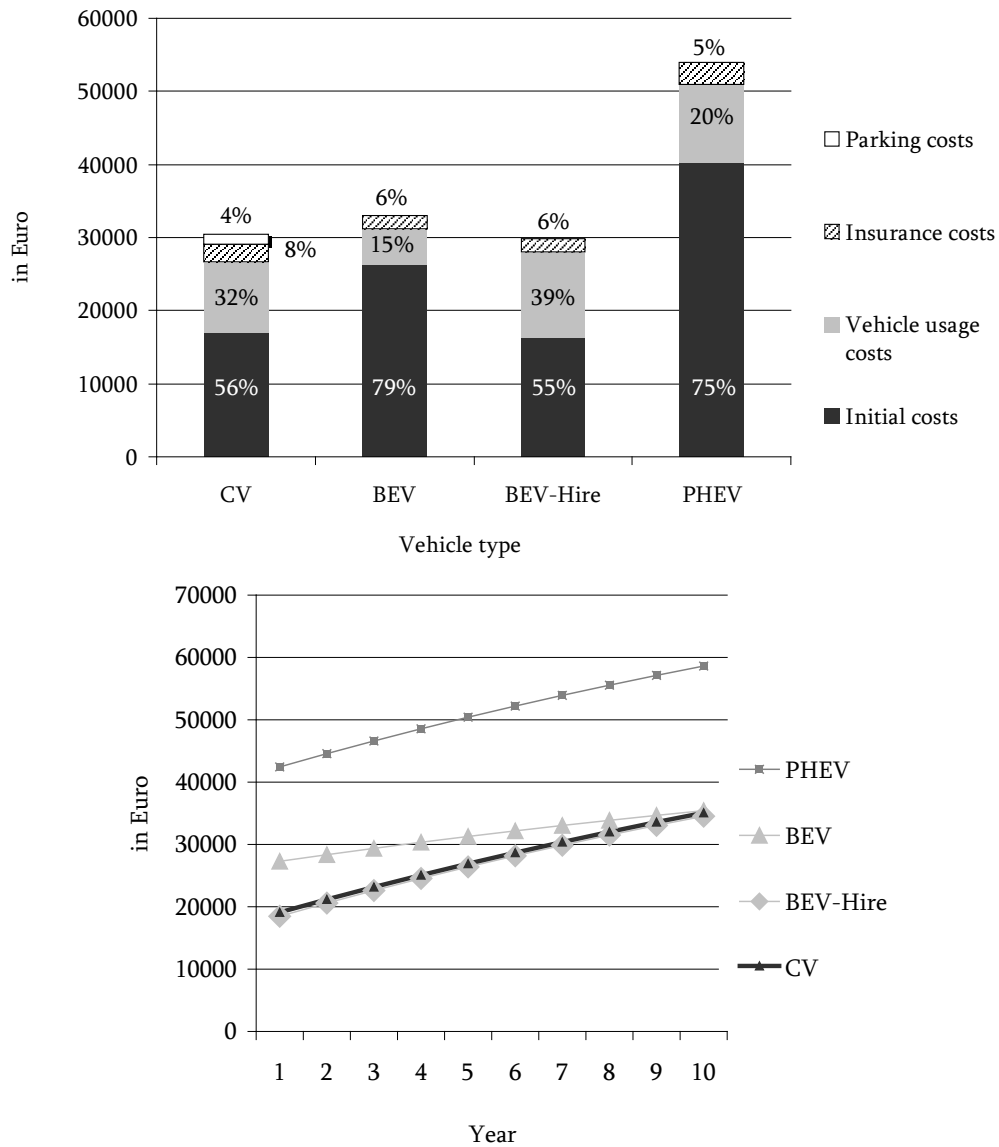 60000
50000
40000
30000
20000
10000
0
in Euro
4%
8%
32%
56%
6%
15%
79%
6%
39%
55%
5%
20%
75%
CV
BEV
BEV-Hire
PHEV
Vehicle type
Parking costs
Insurance costs
Vehicle usage
costs
Initial costs
70000
60000
50000
40000
30000
20000
10000
0
in Euro
1 2 3 4 5 6 7 8 9 10
Year
PHEV
BEV
BEV-Hire
CV